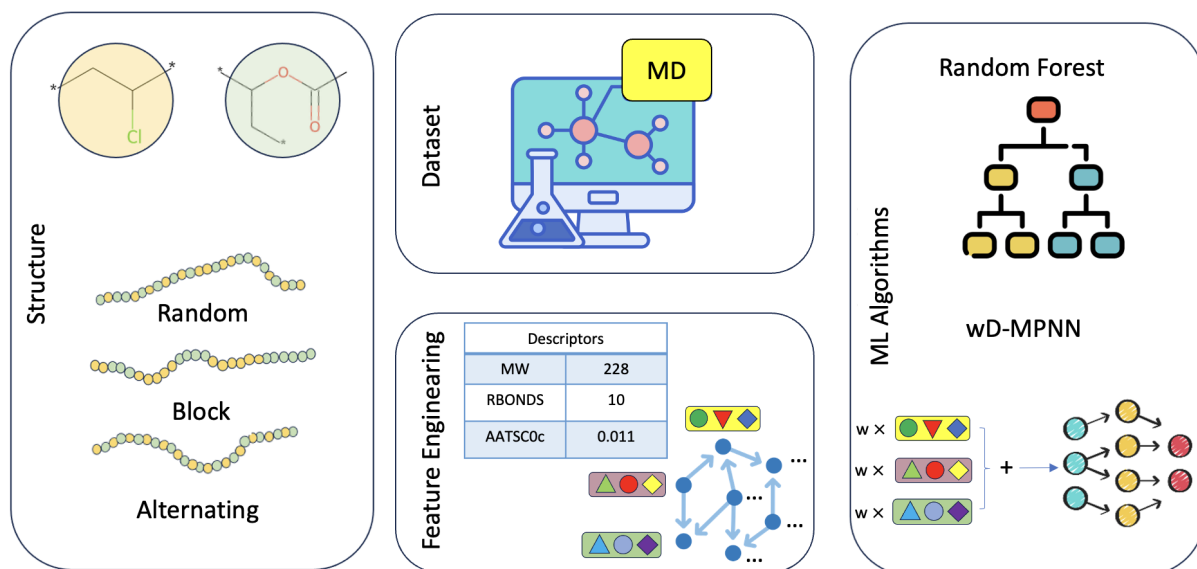 Structure
*
*
Cl
*
O
O
*
Random
Block
Alternating
Dataset
MD
Feature Enginearing
Descriptors
MW 228
RBONDS 10
AATSC0c 0.011
...
...
...
...
ML Algorithms
Random Forest
wD-MPNN
w ×
w ×
w ×
+